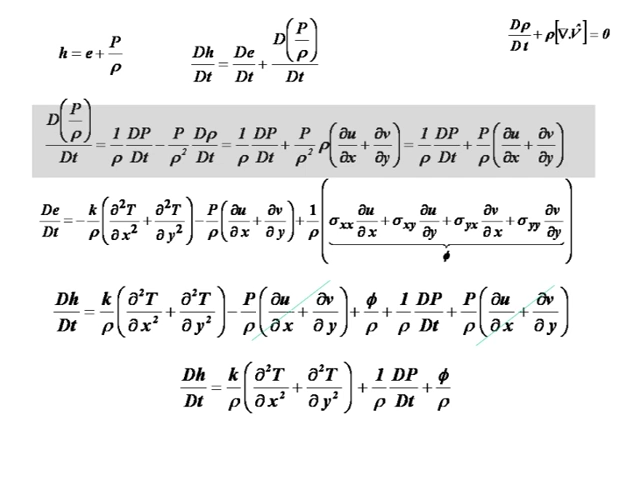 h = e + P/ρ    Dh/Dt = De/Dt + D(P/ρ)/Dt    Dρ/Dt + ρ[∇.V̂] = 0
D(P/ρ)/Dt = 1/ρ DP/Dt − P/ρ² Dρ/Dt = 1/ρ DP/Dt + P/ρ² ρ(∂u/∂x + ∂v/∂y) = 1/ρ DP/Dt + P/ρ(∂u/∂x + ∂v/∂y)
De/Dt = − k/ρ(∂²T/∂x² + ∂²T/∂y²) − P/ρ(∂u/∂x + ∂v/∂y) + 1/ρ(σxx ∂u/∂x + σxy ∂u/∂y + σyx ∂v/∂x + σyy ∂v/∂y)
ϕ
Dh/Dt = k/ρ(∂²T/∂x² + ∂²T/∂y²) − P/ρ(∂u/∂x + ∂v/∂y) + ϕ/ρ + 1/ρ DP/Dt + P/ρ(∂u/∂x + ∂v/∂y)
Dh/Dt = k/ρ(∂²T/∂x² + ∂²T/∂y²) + 1/ρ DP/Dt + ϕ/ρ